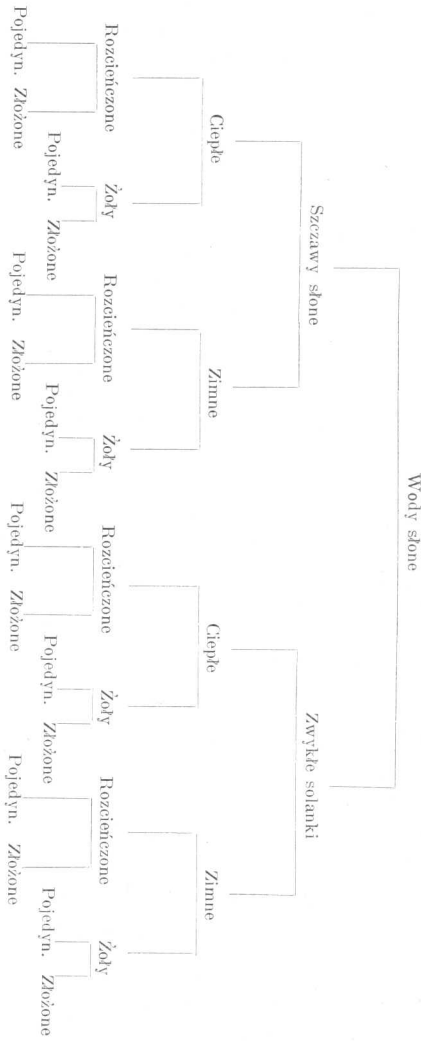 Wody słone
Szczawy słone Zwykłe solanki
Ciepłe Zimne Ciepłe Zimne
Rozcieńczone Żoły Rozcieńczone Żoły Rozcieńczone Żoły Rozcieńczone Żoły
Pojedyn. Złożone Pojedyn. Złożone Pojedyn. Złożone Pojedyn. Złożone Pojedyn. Złożone Pojedyn. Złożone Pojedyn. Złożone Pojedyn. Złożone